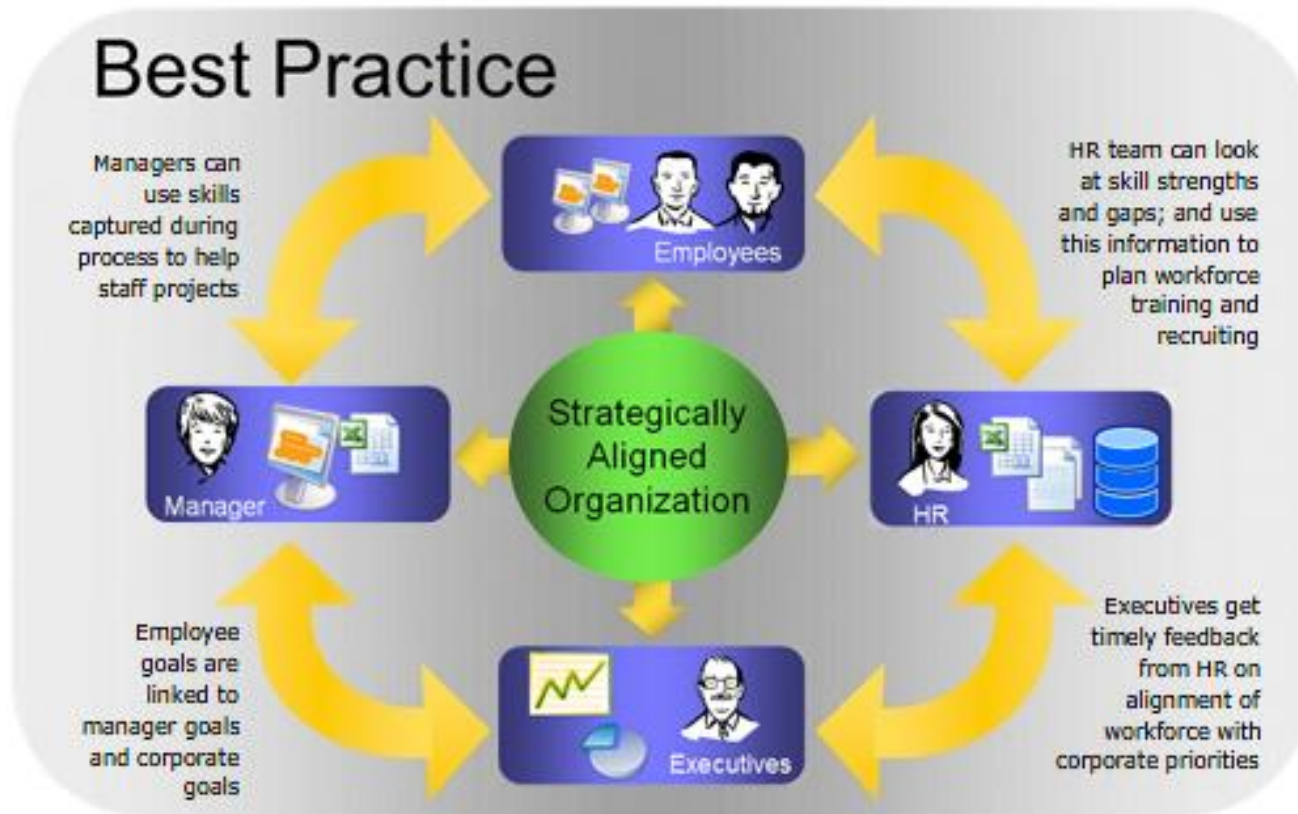 Best Practice
Managers can
use skills
captured during
process to help
staff projects
Employees
HR team can look
at skill strengths
and gaps; and use
this information to
plan workforce
training and
recruiting
Manager
Strategically
Aligned
Organization
HR
Employee
goals are
linked to
manager goals
and corporate
goals
Executives
Executives get
timely feedback
from HR on
alignment of
workforce with
corporate priorities